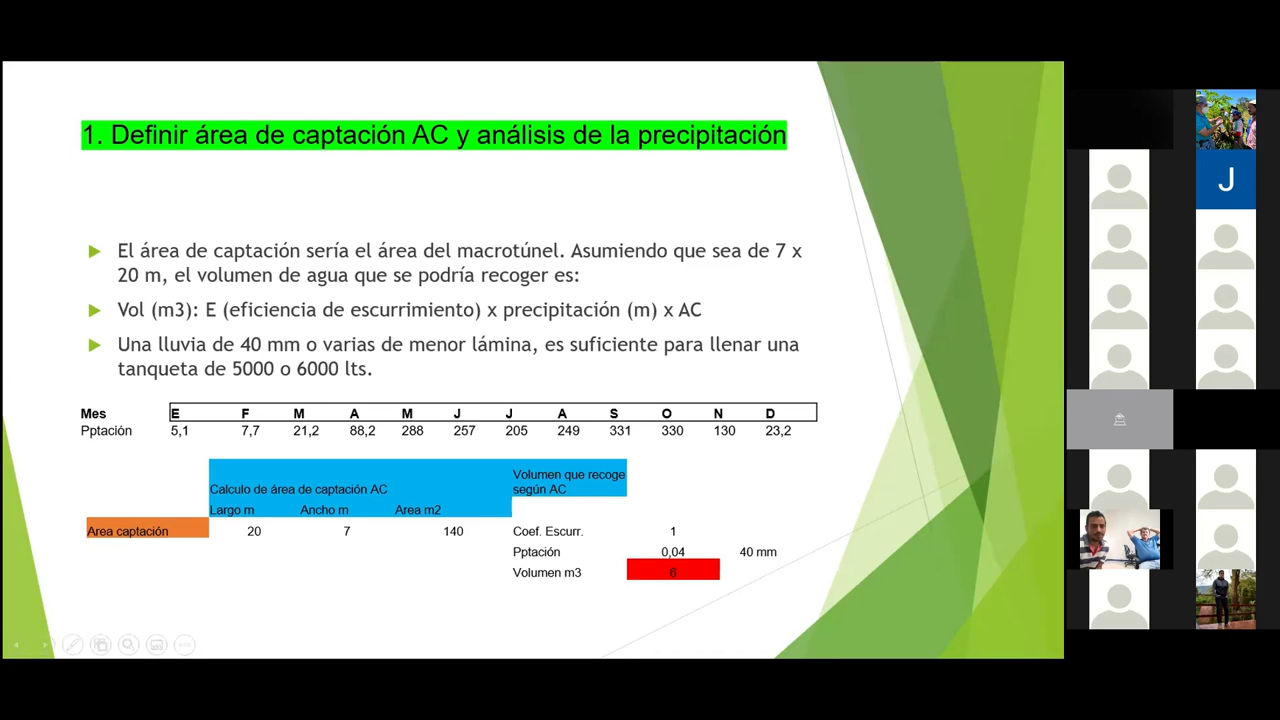 1. Definir área de captación AC y análisis de la precipitación
El área de captación sería el área del macrotúnel. Asumiendo que sea de 7 x
20 m, el volumen de agua que se podría recoger es:
Vol (m3): E (eficiencia de escurrimiento) x precipitación (m) x AC
Una lluvia de 40 mm o varias de menor lámina, es suficiente para llenar una
tanqueta de 5000 o 6000 lts.
Mes E F M A M J J A S O N D
Pptación 5,1 7,7 21,2 88,2 288 257 205 249 331 330 130 23,2
Calculo de área de captación AC
Volumen que recoge
según AC
Largo m Ancho m Area m2
Area captación 20 7 140 Coef. Escurr. 1
Pptación 0,04 40 mm
Volumen m3 6
J